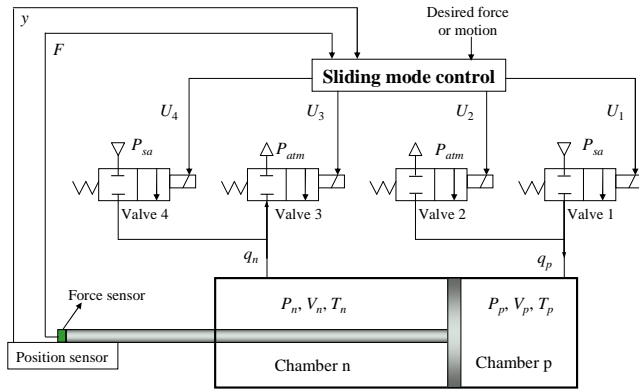 y
F
Desired force
or motion
Sliding mode control
U4
U3
U2
U1
Psa
Patm
Patm
Psa
Valve 4
Valve 3
Valve 2
Valve 1
qn
qp
Force sensor
Pn, Vn, Tn
Pp, Vp, Tp
Position sensor
Chamber n
Chamber p